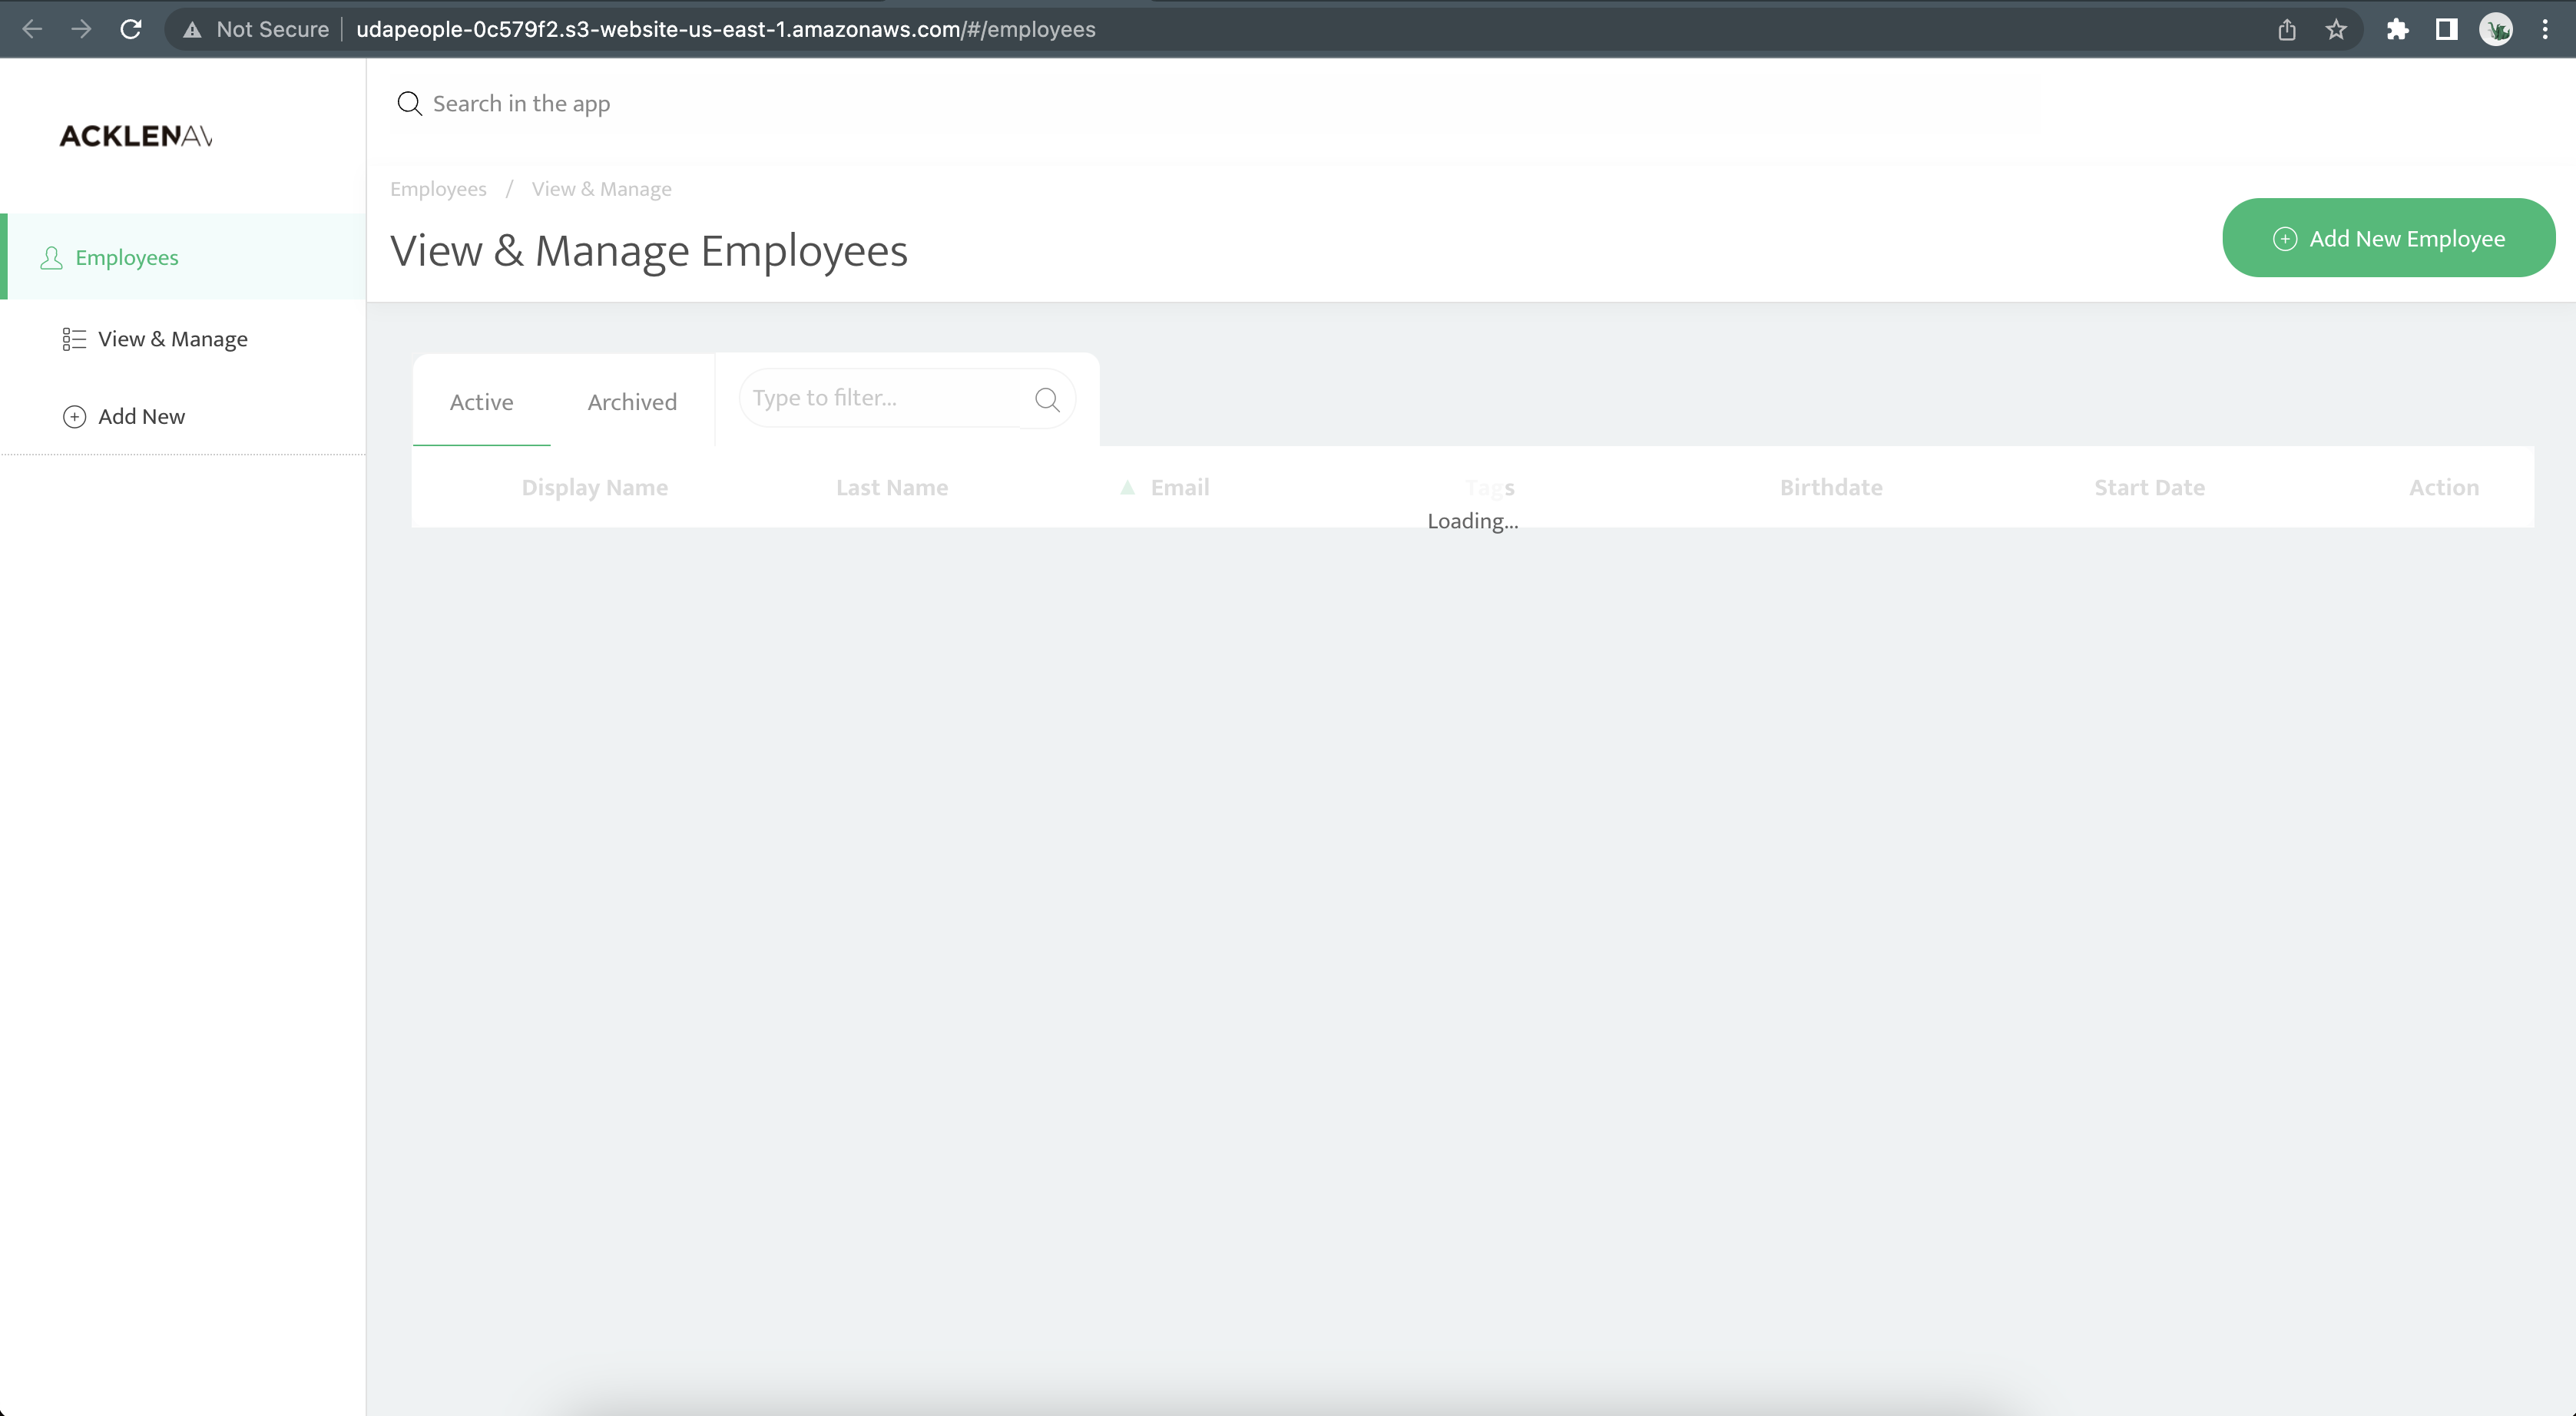 Not Secure udapeople-0c579f2.s3-website-us-east-1.amazonaws.com/#/employees
ACKLENAV
Employees
View & Manage
Add New
Search in the app
Employees / View & Manage
View & Manage Employees
Add New Employee
Active Archived Type to filter...
Display Name Last Name Email Tags Birthdate Start Date Action
Loading...